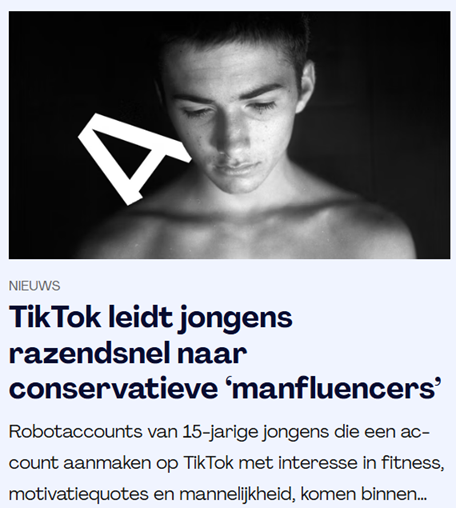 A
NIEUWS
TikTok leidt jongens
razendsnel naar
conservatieve ‘manfluencers’
Robotaccounts van 15-jarige jongens die een ac-
count aanmaken op TikTok met interesse in fitness,
motivatiequotes en mannelijkheid, komen binnen...